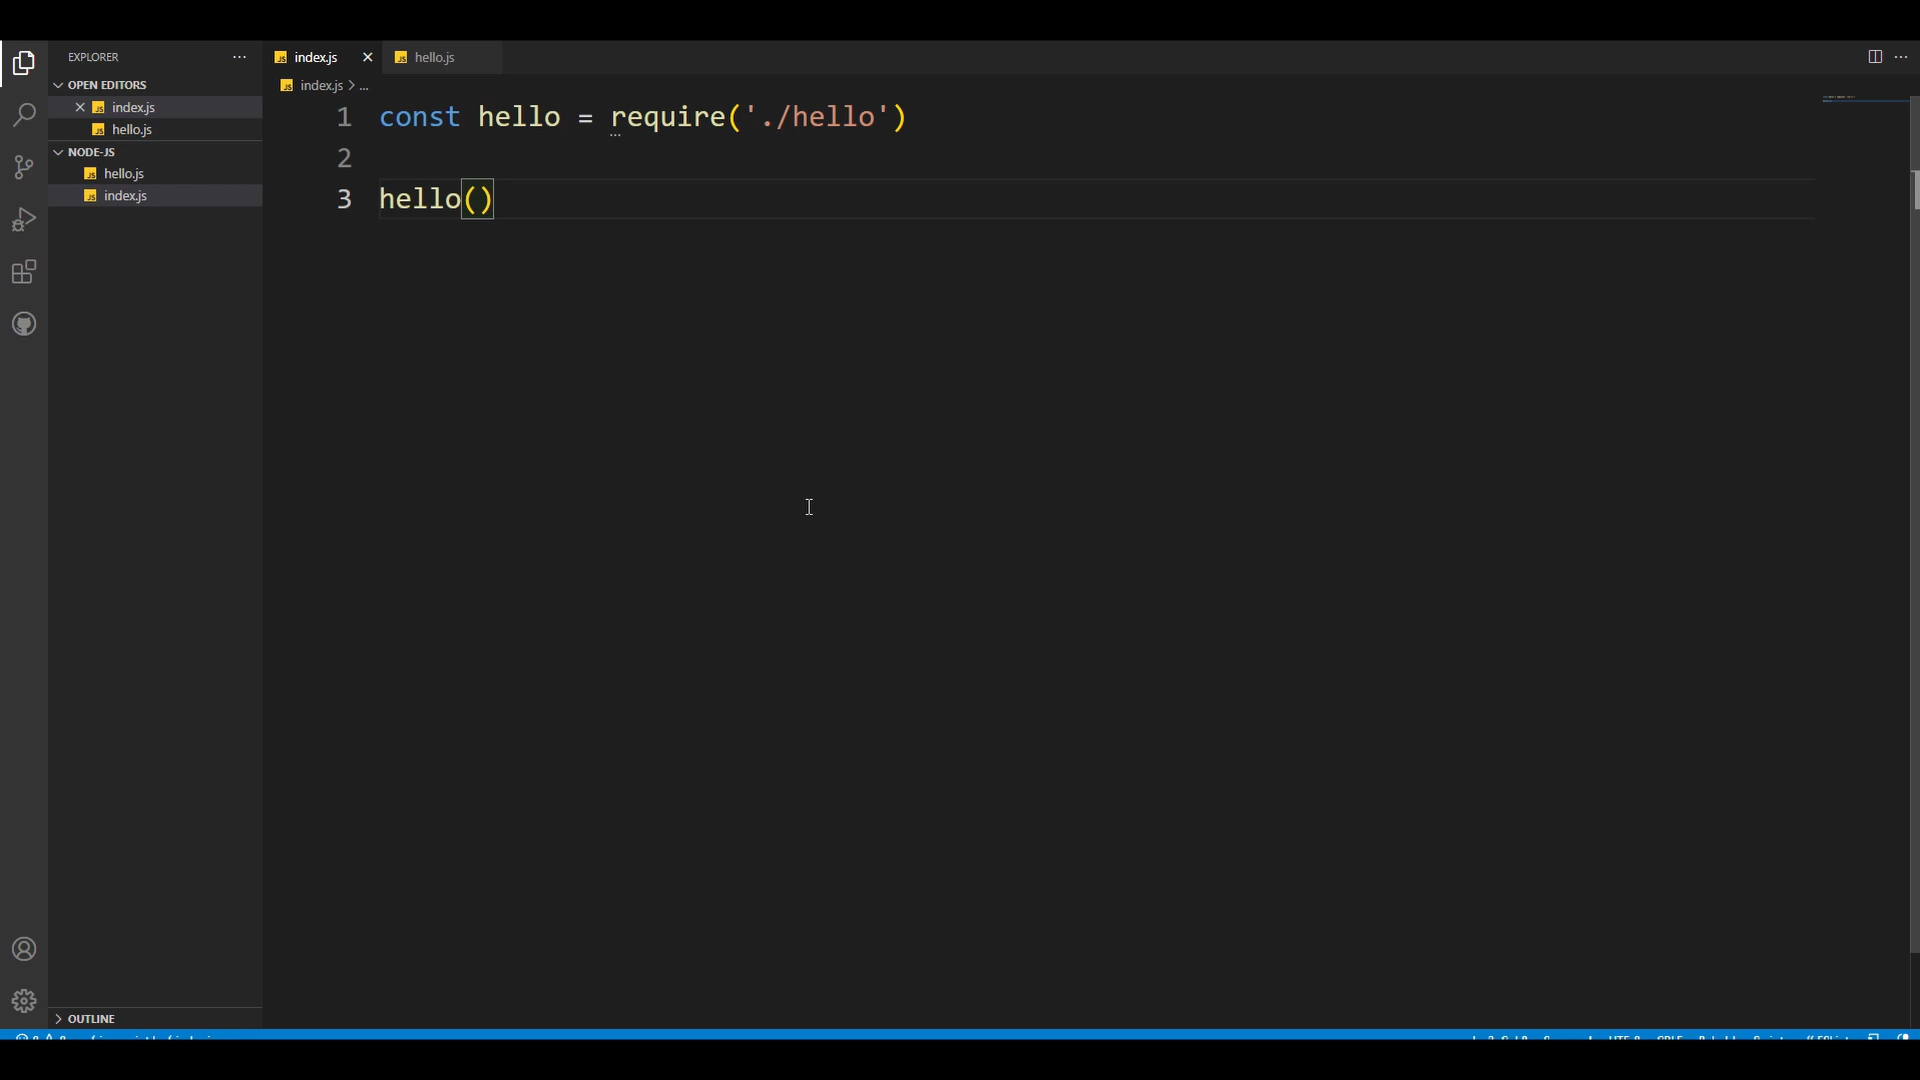 EXPLORER
OPEN EDITORS
index.js
hello.js
NODE-JS
hello.js
index.js
OUTLINE
index.js
hello.js
index.js > ...
1 const hello = require('./hello')
2
3 hello()